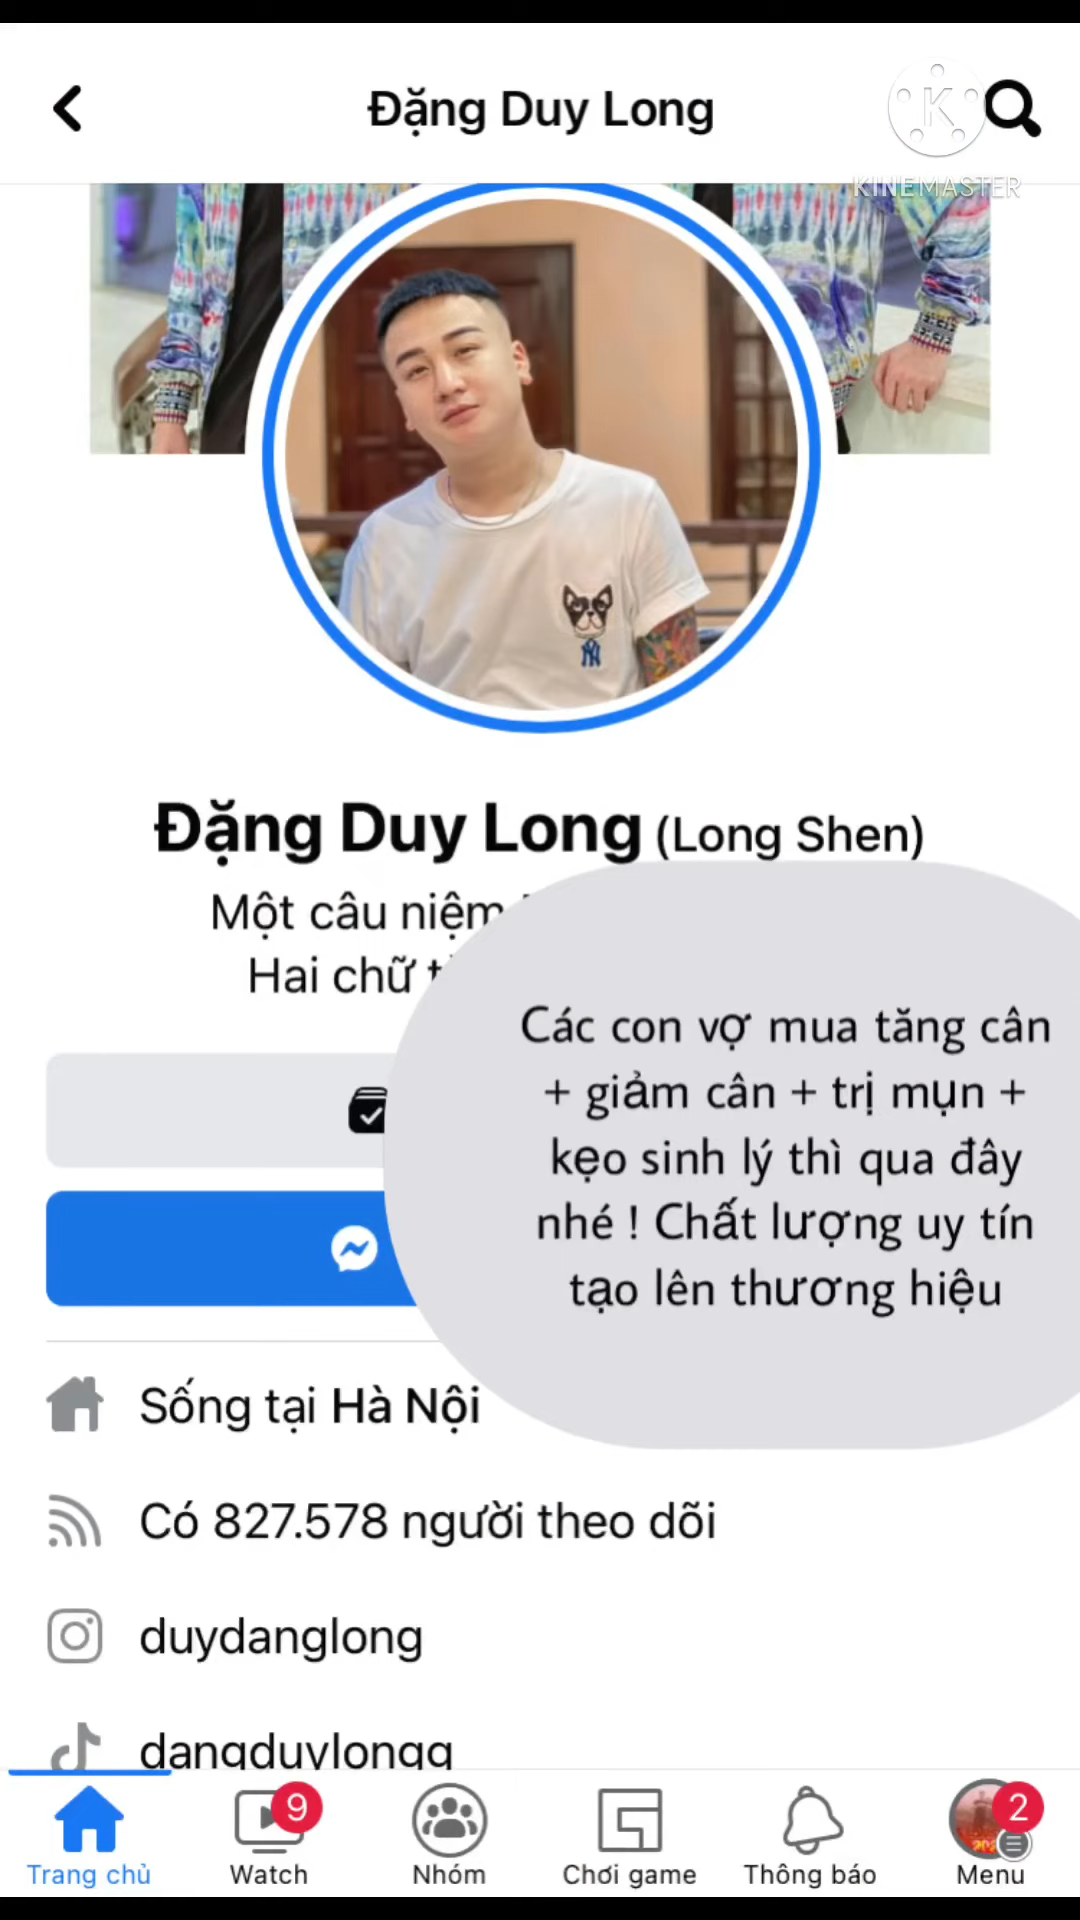 Đặng Duy Long
KINEMASTER
Đặng Duy Long (Long Shen)
Một câu niệm
Hai chữ
Các con vợ mua tăng cân
+ giảm cân + trị mụn +
kẹo sinh lý thì qua đây
nhé ! Chất lượng uy tín
tạo lên thương hiệu
Sống tại Hà Nội
Có 827.578 người theo dõi
duydanglong
dangduylongg
9
2
Trang chủ
Watch
Nhóm
Chơi game
Thông báo
Menu